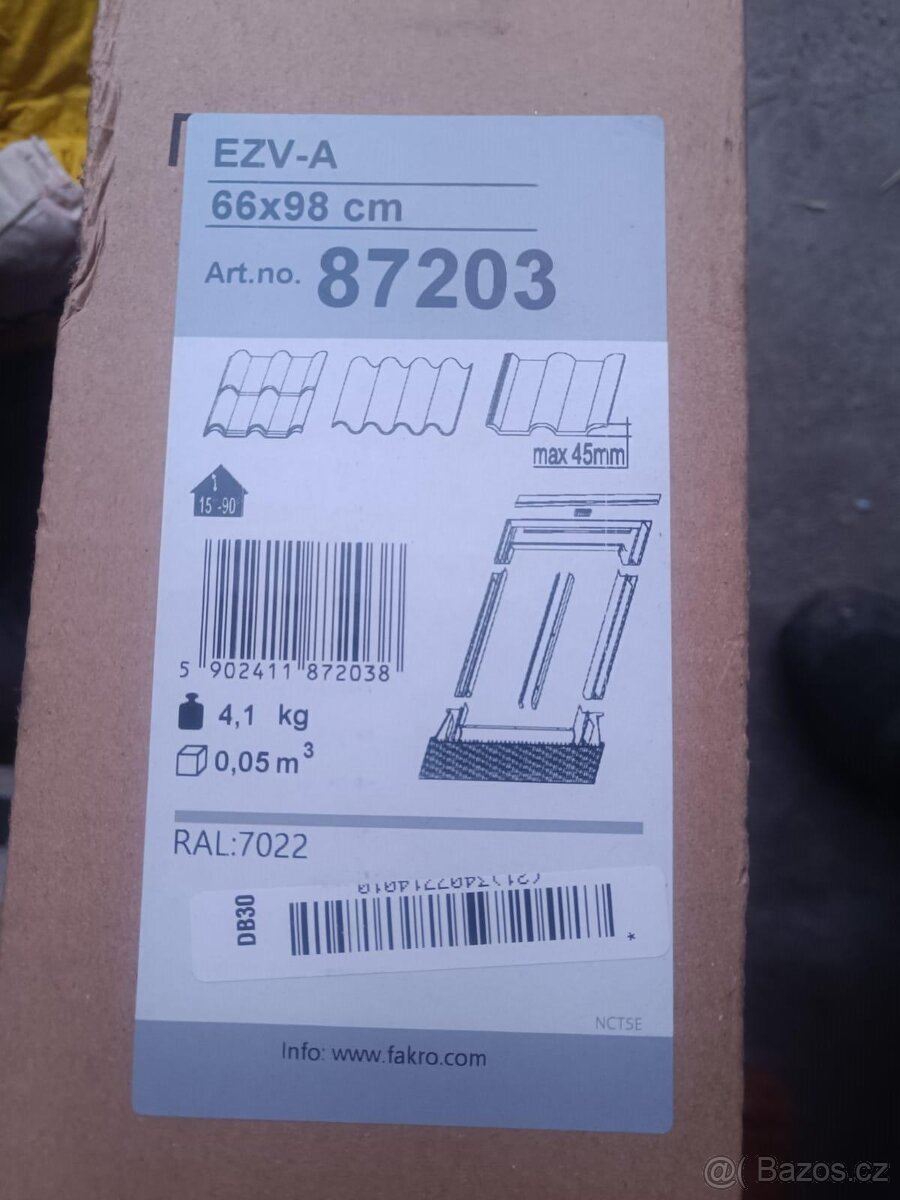 EZV-A
66x98 cm
Art.no. 87203
max 45mm
15°-90°
5 902411 872038
4,1 kg
0,05 m³
RAL:7022
DB30
*
NCTSE
Info: www.fakro.com
@( Bazos.cz